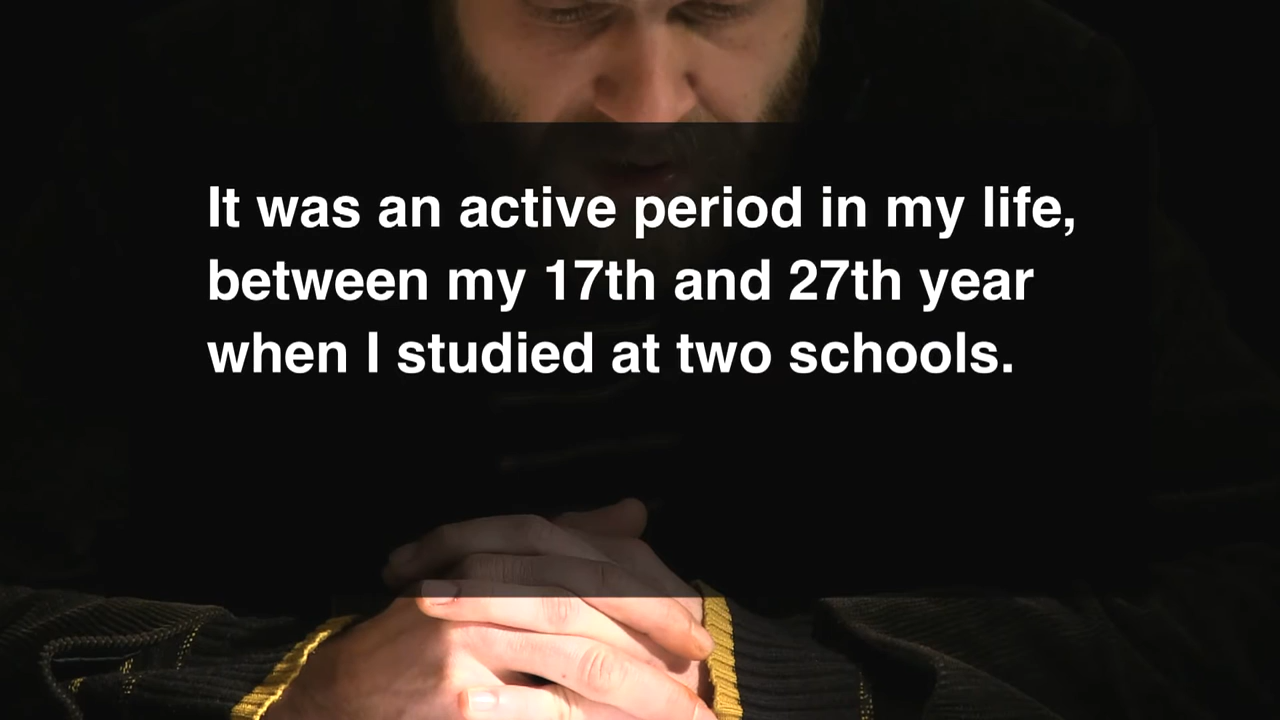 It was an active period in my life,
between my 17th and 27th year
when I studied at two schools.